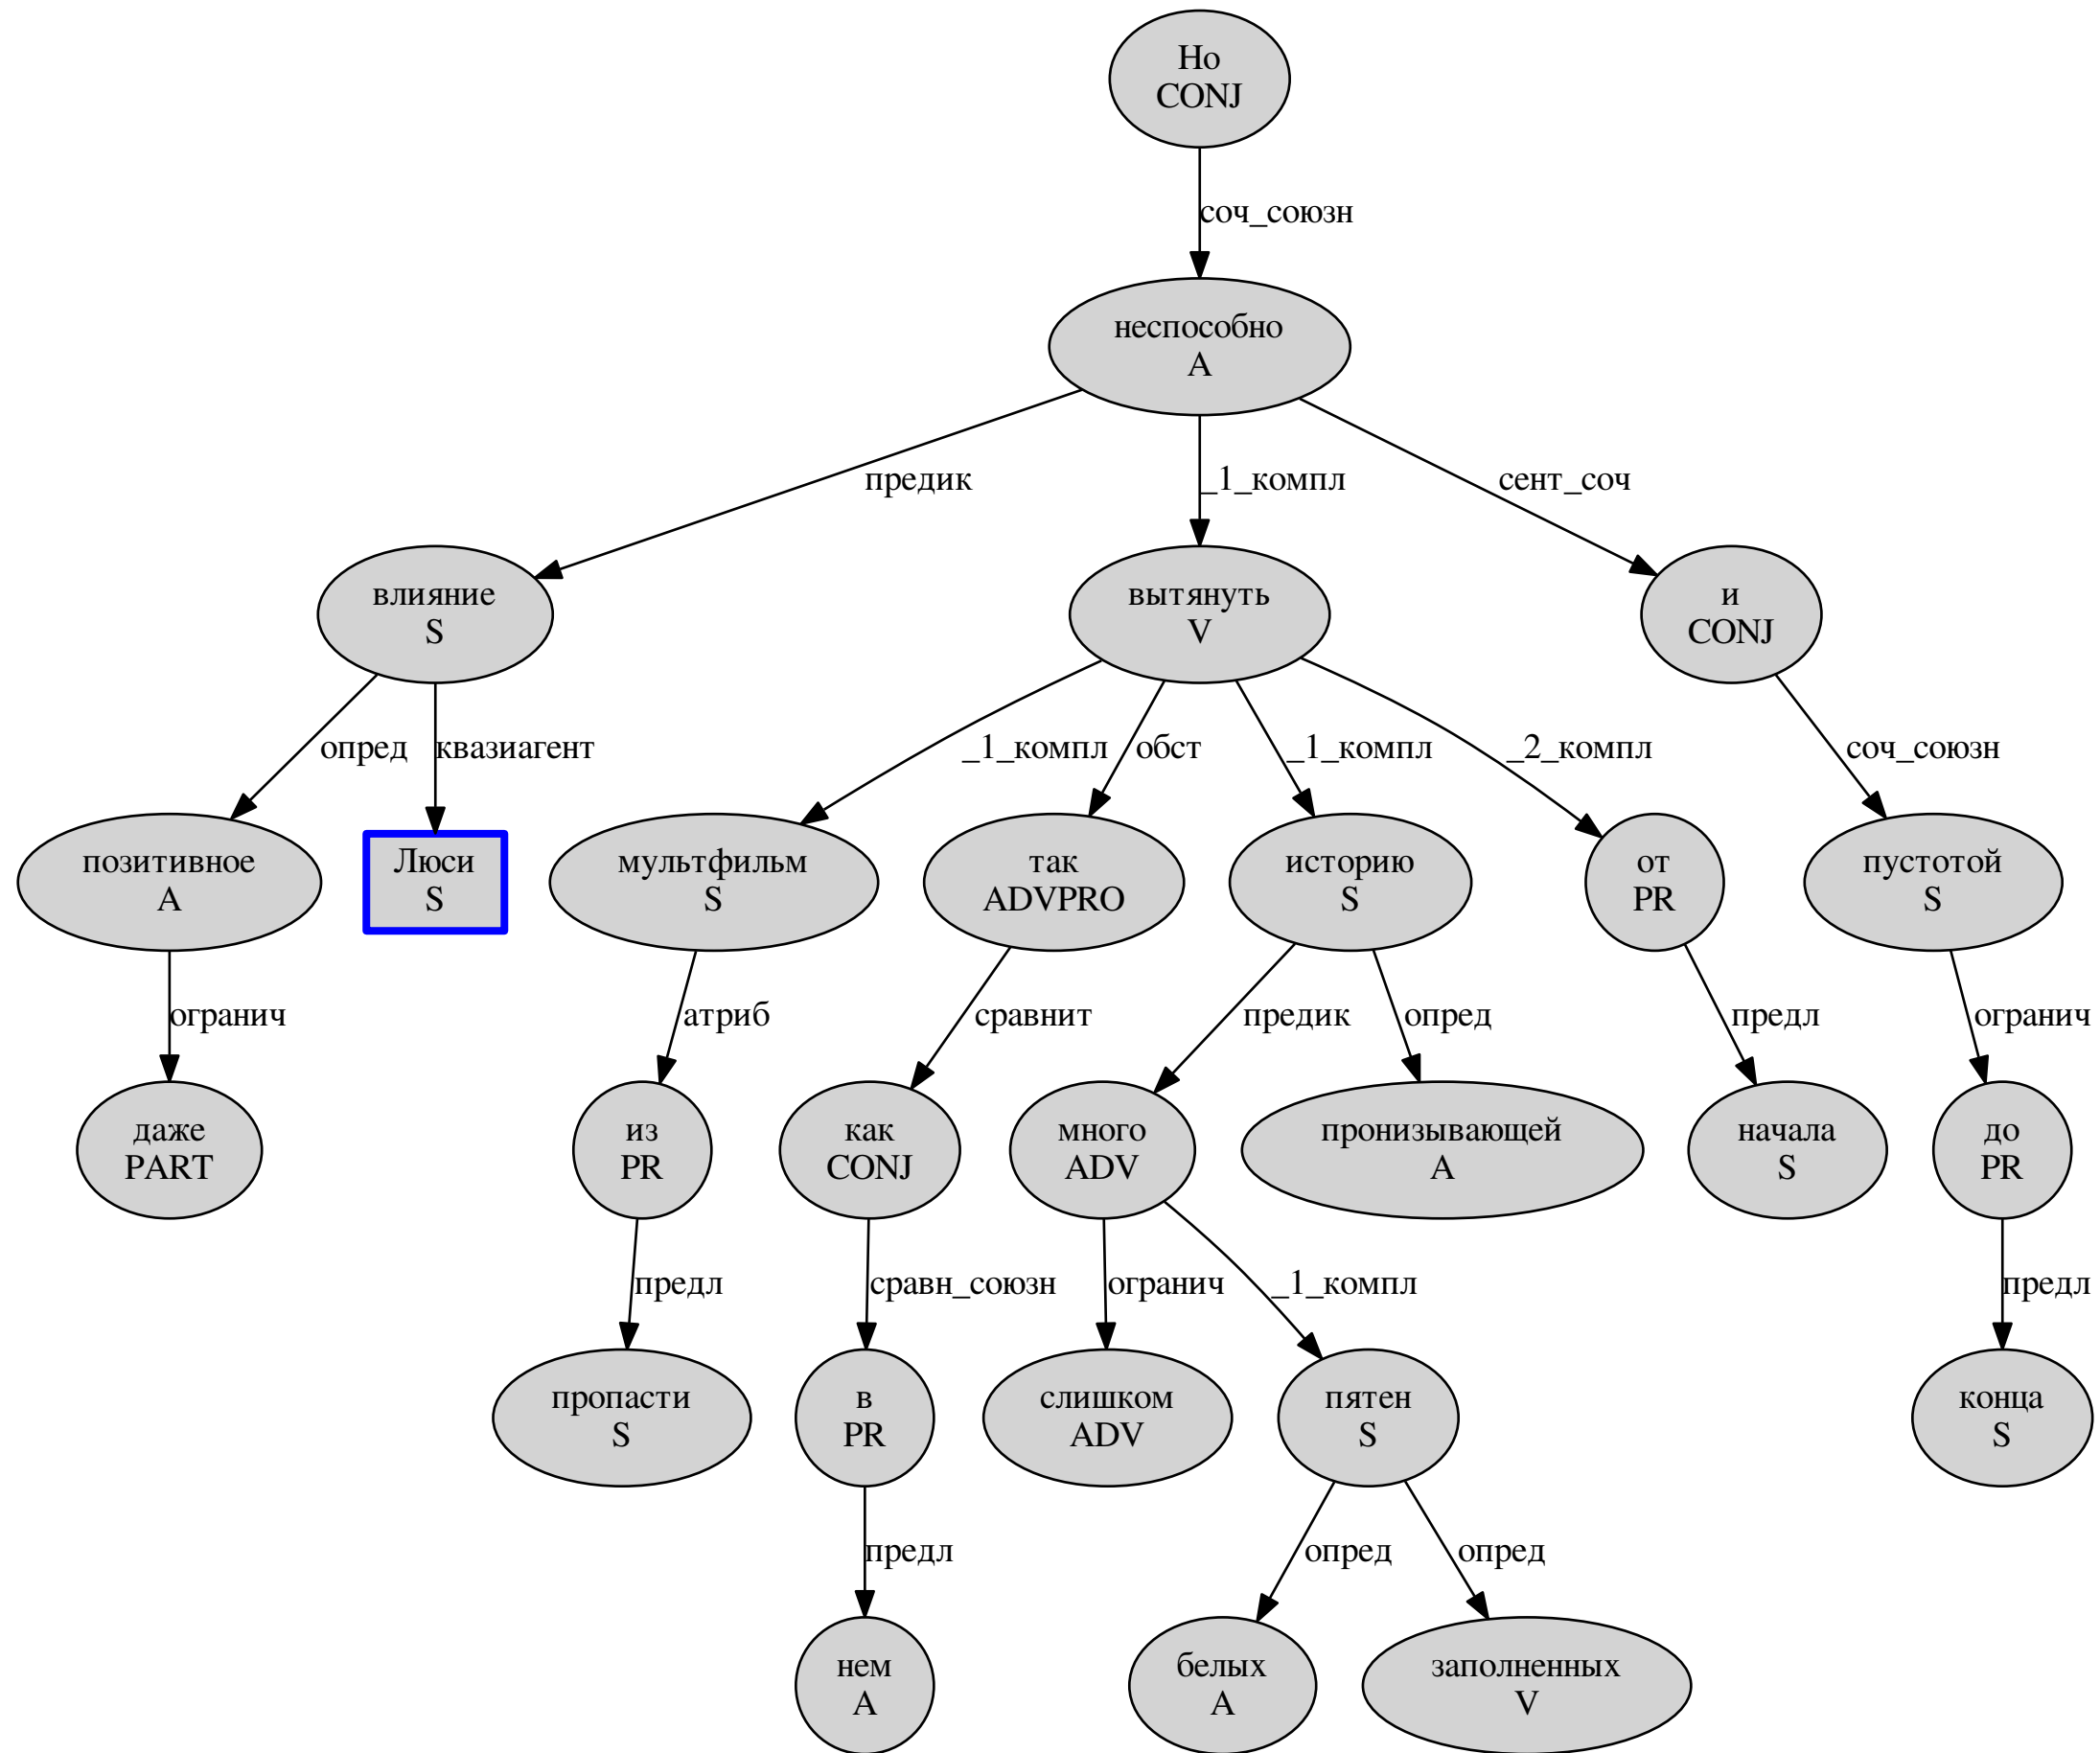 Но
CONJ
соч_союзн
неспособно
A
предик
_1_компл
сент_соч
влияние
S
вытянуть
V
и
CONJ
опред
квазиагент
_1_компл
обст
_1_компл
_2_компл
соч_союзн
позитивное
A
Люси
S
мультфильм
S
так
ADVPRO
историю
S
от
PR
пустотой
S
огранич
атриб
сравнит
предик
опред
предл
огранич
даже
PART
из
PR
как
CONJ
много
ADV
пронизывающей
A
начала
S
до
PR
предл
сравн_союзн
огранич
_1_компл
предл
пропасти
S
в
PR
слишком
ADV
пятен
S
конца
S
предл
опред
опред
нем
A
белых
A
заполненных
V